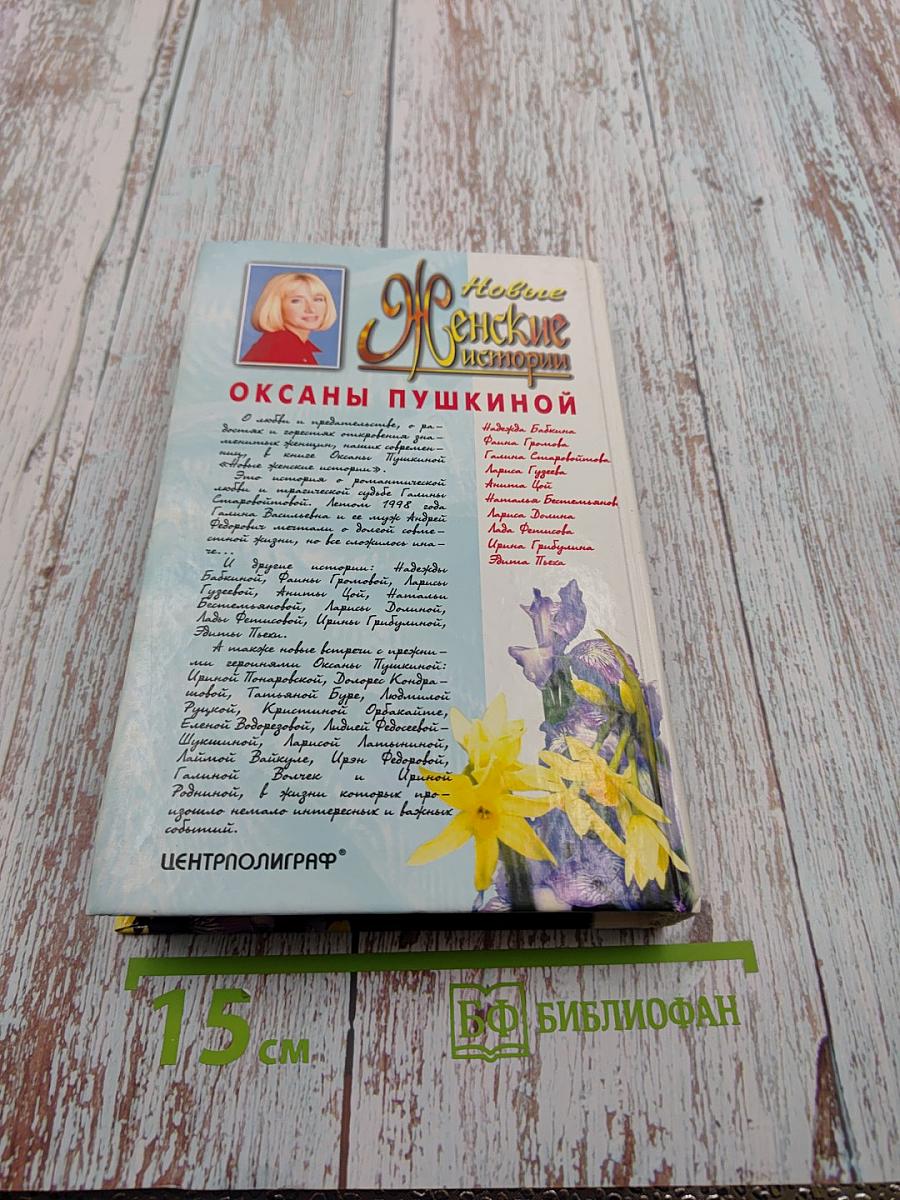 Новые
Женские
истории
ОКСАНЫ ПУШКИНОЙ
О любви и предательстве, о ра-
достях и горестях откровения зна-
менитых женщин, наших современ-
ниц, в книге Оксаны Пушкиной
«Новые женские истории».
Это история о романтической
любви и трагической судьбе Галины
Старовойтовой. Летом 1998 года
Галина Васильевна и ее муж Андрей
Федорович мечтали о долгой совме-
стной жизни, но все сложилось ина-
че...
И другие истории: Надежды
Бабкиной, Фаины Громовой, Ларисы
Гузеевой, Аниты Цой, Натальи
Бестемьяновой, Ларисы Долиной,
Лады Фетисовой, Ирины Грибулиной,
Эдиты Пьехи.
А также новые встречи с прежни-
ми героинями Оксаны Пушкиной:
Ириной Понаровской, Долорес Кондра-
шовой, Татьяной Буре, Людмилой
Руцкой, Кристиной Орбакайте,
Еленой Водорезовой, Лидией Федосеевой-
Шукшиной, Ларисой Латыниной,
Лаймой Вайкуле, Ирэн Федоровой,
Галиной Волчек и Ириной
Родниной, в жизни которых про-
изошло немало интересных и важных
событий.
ЦЕНТРПОЛИГРАФ®
Надежда Бабкина
Фаина Громова
Галина Старовойтова
Лариса Гузеева
Анита Цой
Наталья Бестемьянов
Лариса Долина
Лада Фетисова
Ирина Грибулина
Эдита Пьеха
15 см
БФ БИБЛИОФАН